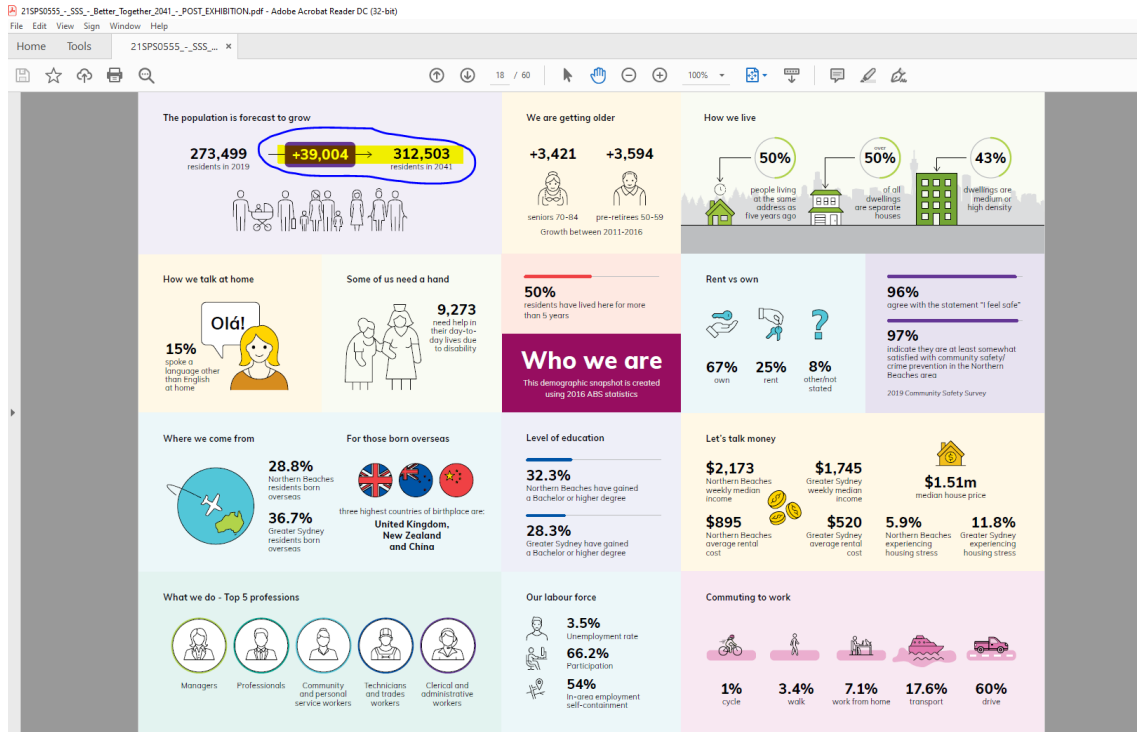 21SPS0555_-_SSS_-_Better_Together_2041_-_POST_EXHIBITION.pdf - Adobe Acrobat Reader DC (32-bit)
File Edit View Sign Window Help
Home Tools 21SPS0555_-_SSS_-... ×
18 / 60 100%
The population is forecast to grow
273,499
residents in 2019
+39,004
312,503
residents in 2041
We are getting older
+3,421
seniors 70-84
+3,594
pre-retirees 50-59
Growth between 2011-2016
How we live
50%
people living
at the same
address as
five years ago
over
50%
of all
dwellings
are separate
houses
43%
dwellings are
medium or
high density
How we talk at home
Olá!
15%
spoke a
language other
than English
at home
Some of us need a hand
9,273
need help in
their day-to-
day lives due
to disability
50%
residents have lived here for more
than 5 years
Who we are
This demographic snapshot is created
using 2016 ABS statistics
Rent vs own
67%
own
25%
rent
8%
other/not
stated
96%
agree with the statement "I feel safe"
97%
indicate they are at least somewhat
satisfied with community safety/
crime prevention in the Northern
Beaches area
2019 Community Safety Survey
Where we come from
28.8%
Northern Beaches
residents born
overseas
36.7%
Greater Sydney
residents born
overseas
For those born overseas
three highest countries of birthplace are:
United Kingdom,
New Zealand
and China
Level of education
32.3%
Northern Beaches have gained
a Bachelor or higher degree
28.3%
Greater Sydney have gained
a Bachelor or higher degree
Let's talk money
$2,173
Northern Beaches
weekly median
income
$1,745
Greater Sydney
weekly median
income
$1.51m
median house price
$895
Northern Beaches
average rental
cost
$520
Greater Sydney
average rental
cost
5.9%
Northern Beaches
experiencing
housing stress
11.8%
Greater Sydney
experiencing
housing stress
What we do - Top 5 professions
Managers
Professionals
Community
and personal
service workers
Technicians
and trades
workers
Clerical and
administrative
workers
Our labour force
3.5%
Unemployment rate
66.2%
Participation
54%
In-area employment
self-containment
Commuting to work
1%
cycle
3.4%
walk
7.1%
work from home
17.6%
transport
60%
drive